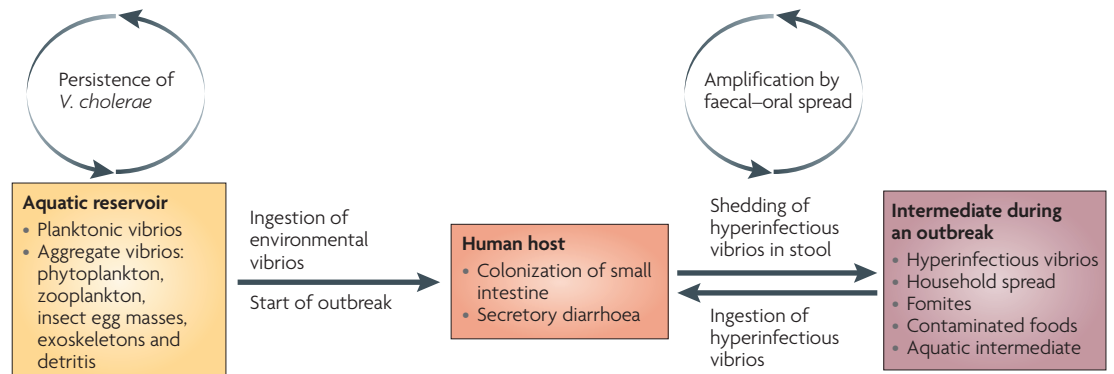 Persistence of
V. cholerae
Amplification by
faecal–oral spread
Aquatic reservoir
• Planktonic vibrios
• Aggregate vibrios:
phytoplankton,
zooplankton,
insect egg masses,
exoskeletons and
detritis
Ingestion of
environmental
vibrios
Start of outbreak
Human host
• Colonization of small
intestine
• Secretory diarrhoea
Shedding of
hyperinfectious
vibrios in stool
Ingestion of
hyperinfectious
vibrios
Intermediate during
an outbreak
• Hyperinfectious vibrios
• Household spread
• Fomites
• Contaminated foods
• Aquatic intermediate